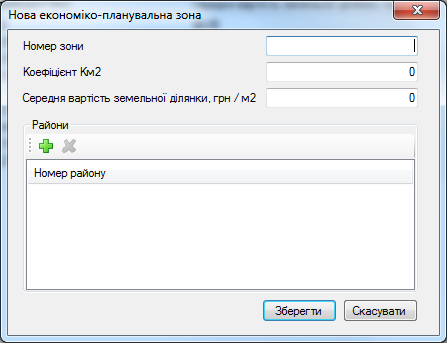 Нова економіко-планувальна зона
Номер зони
Коефіцієнт Км2 0
Середня вартість земельної ділянки, грн / м2 0
Райони
Номер району
Зберегти Скасувати